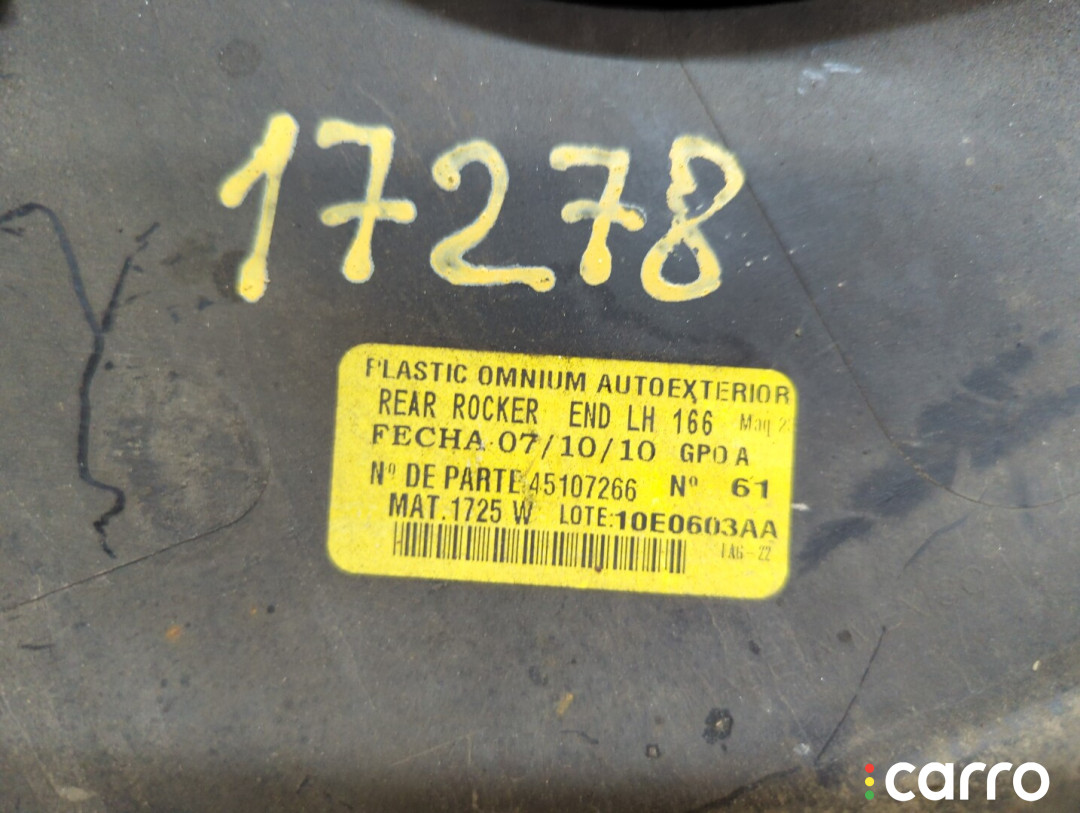 17278
PLASTIC OMNIUM AUTOEXTERIOR
REAR ROCKER END LH 166 Maq 2
FECHA 07/10/10 GPO A
Nº DE PARTE 45107266 Nº 61
MAT.1725 W LOTE:10E0603AA
TAG-22
carro